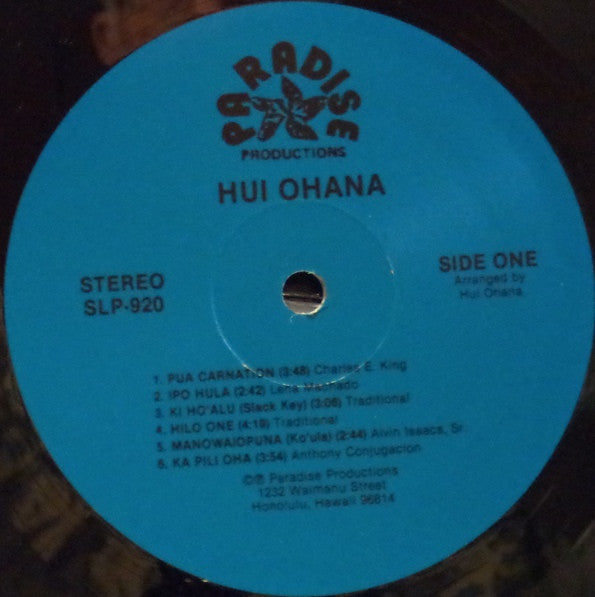 PARADISE
PRODUCTIONS
HUI OHANA
STEREO
SLP-920
SIDE ONE
Arranged by
Hui Ohana
1. PUA CARNATION (3:48) Charles E. King
2. IPO HULA (2:42) Lena Machado
3. KI HO'ALU (Slack Key) (3:06) Traditional
4. HILO ONE (4:19) Traditional
5. MANOWAIOPUNA (Ko'ula) (2:44) Alvin Isaacs, Sr.
6. KA PILI OHA (3:54) Anthony Conjugacion
©℗ Paradise Productions
1232 Waimanu Street
Honolulu, Hawaii 96814